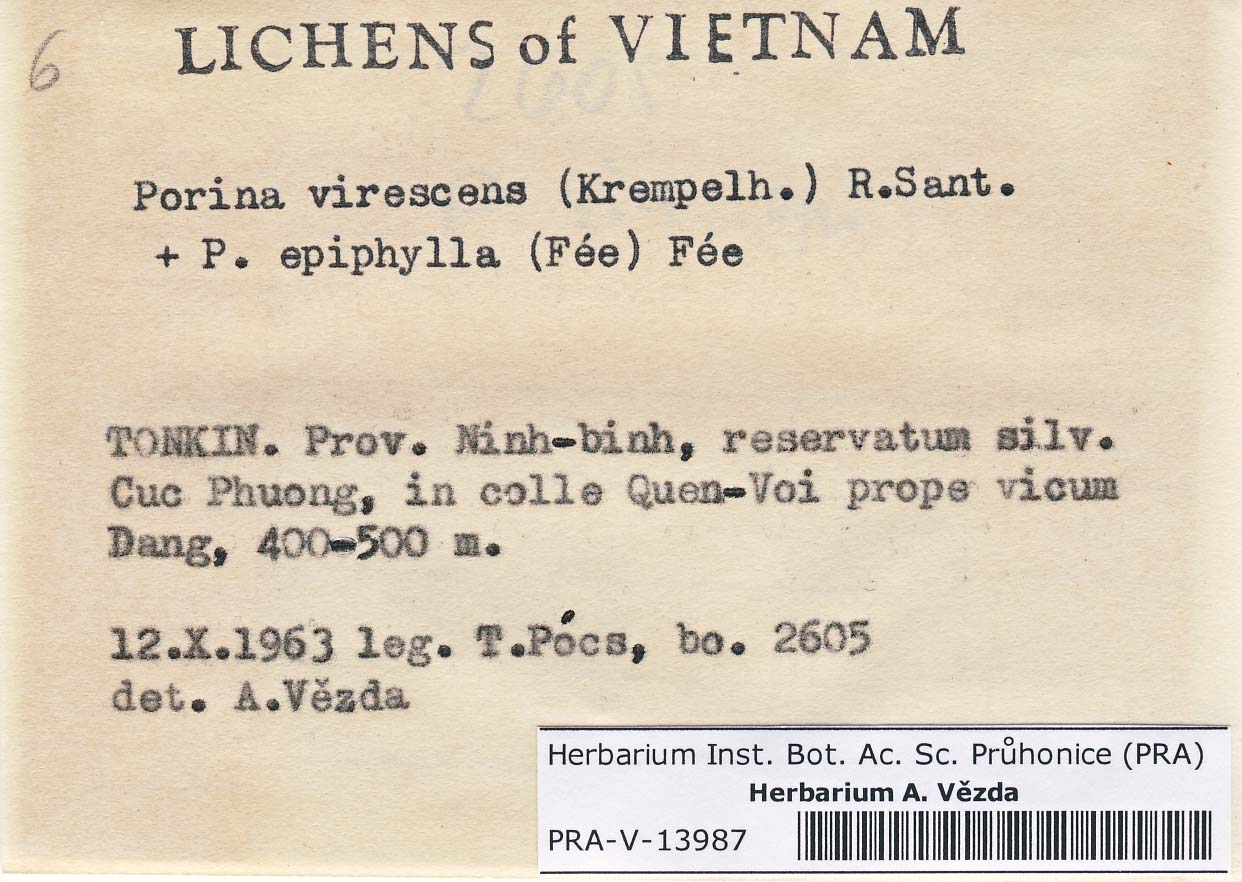 6
LICHENS of VIETNAM
Porina virescens (Krempelh.) R.Sant.
+ P. epiphylla (Fée) Fée
TONKIN. Prov. Ninh-binh, reservatum silv.
Cuc Phuong, in colle Quen-Voi prope vicum
Dang, 400-500 m.
12.X.1963 leg. T.Pócs, bo. 2605
det. A.Vězda
Herbarium Inst. Bot. Ac. Sc. Průhonice (PRA)
Herbarium A. Vězda
PRA-V-13987